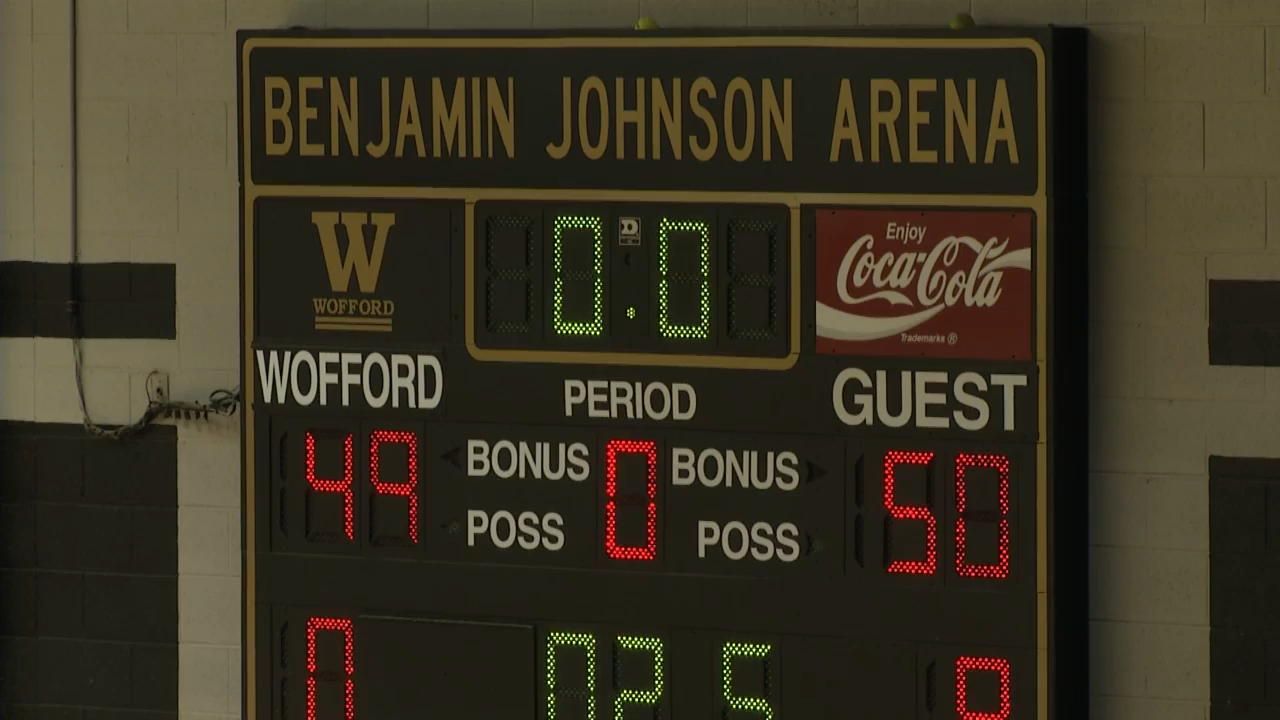 BENJAMIN JOHNSON ARENA
W
WOFFORD
0.0
D
Enjoy
Coca-Cola
Trademarks ®
WOFFORD
PERIOD
GUEST
49
BONUS
0
BONUS
50
POSS
POSS